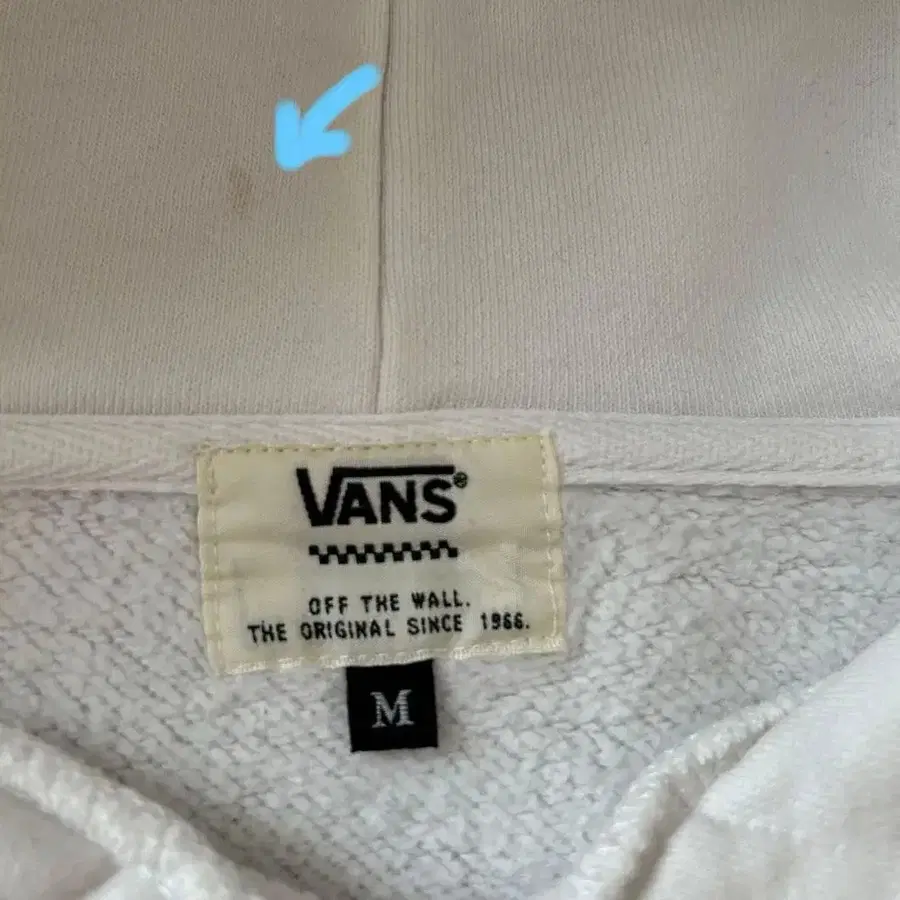 VANS®
OFF THE WALL.
THE ORIGINAL SINCE 1966.
M